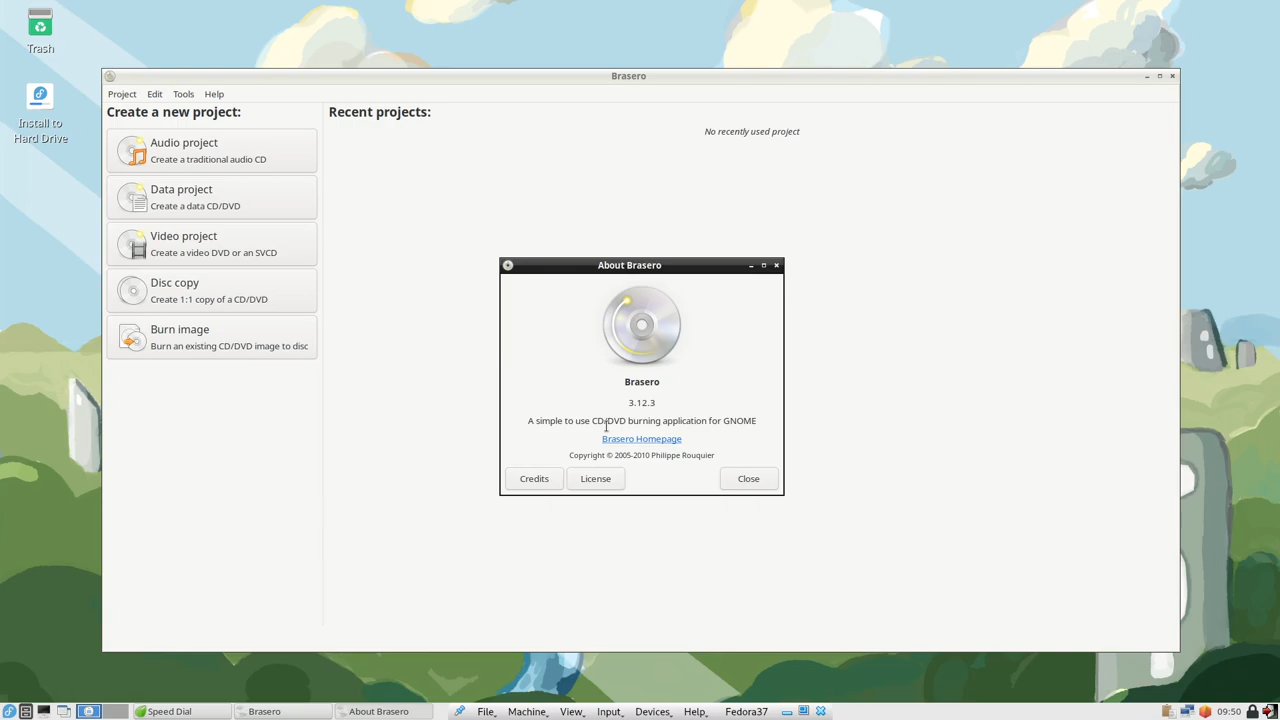 Trash
Install to
Hard Drive
Brasero
Project Edit Tools Help
Create a new project:
Audio project
Create a traditional audio CD
Data project
Create a data CD/DVD
Video project
Create a video DVD or an SVCD
Disc copy
Create 1:1 copy of a CD/DVD
Burn image
Burn an existing CD/DVD image to disc
Recent projects:
No recently used project
About Brasero
Brasero
3.12.3
A simple to use CD/DVD burning application for GNOME
Brasero Homepage
Copyright © 2005-2010 Philippe Rouquier
Credits License Close
Speed Dial Brasero About Brasero File, Machine, View, Input, Devices, Help, Fedora37 09:50